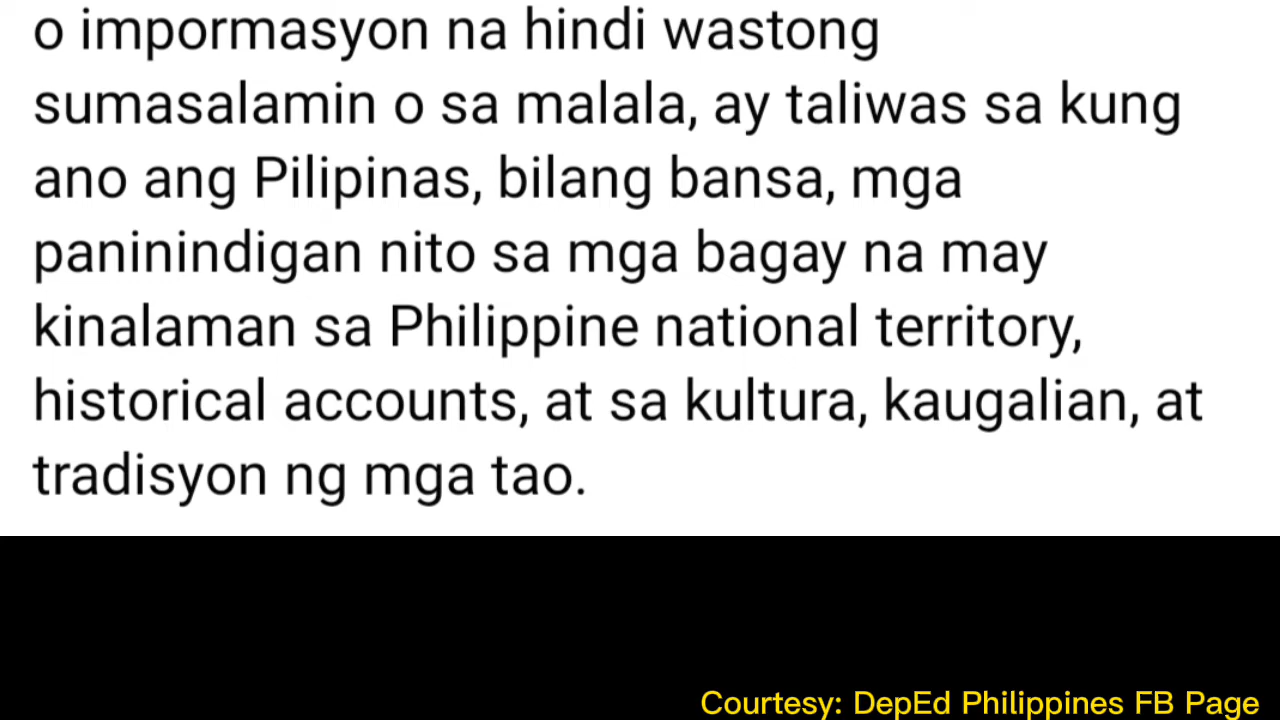 o impormasyon na hindi wastong
sumasalamin o sa malala, ay taliwas sa kung
ano ang Pilipinas, bilang bansa, mga
paninindigan nito sa mga bagay na may
kinalaman sa Philippine national territory,
historical accounts, at sa kultura, kaugalian, at
tradisyon ng mga tao.
Courtesy: DepEd Philippines FB Page